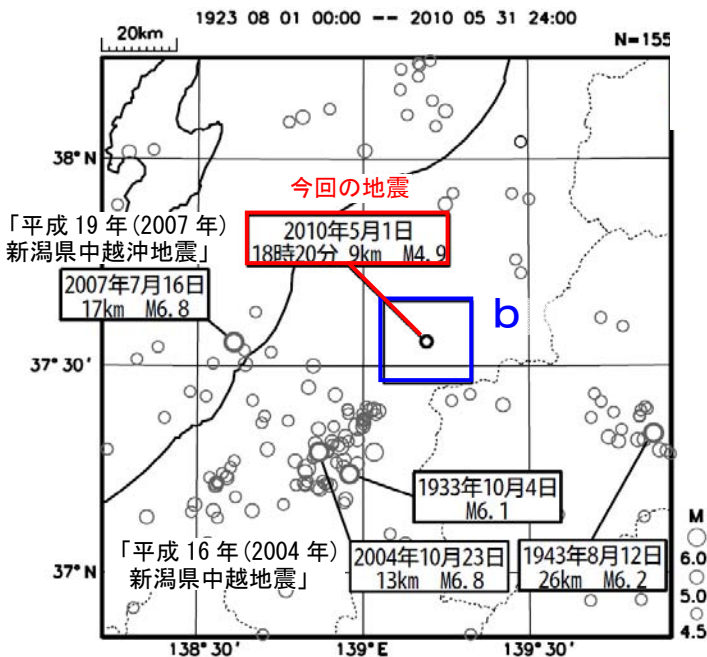 1923 08 01 00:00 -- 2010 05 31 24:00
20km
N=155
38°N
今回の地震
「平成 19 年(2007 年)
新潟県中越沖地震」
2010年5月1日
18時20分 9km M4.9
2007年7月16日
17km M6.8
b
37°30′
1933年10月4日
M6.1
「平成 16 年(2004 年)
新潟県中越地震」
2004年10月23日
13km M6.8
1943年8月12日
26km M6.2
M
6.0
5.0
4.5
37°N
138°30′
139°E
139°30′